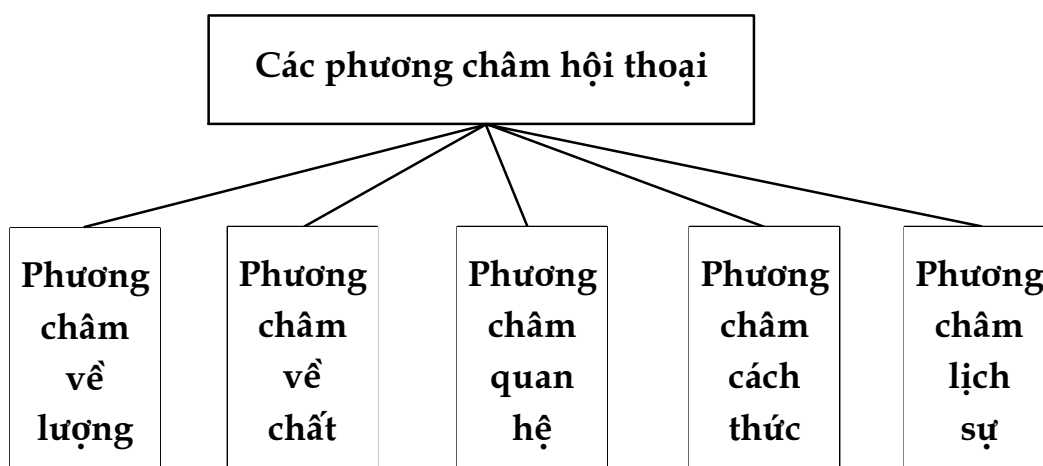 Các phương châm hội thoại
Phương
châm
về
lượng
Phương
châm
về
chất
Phương
châm
quan
hệ
Phương
châm
cách
thức
Phương
châm
lịch
sự